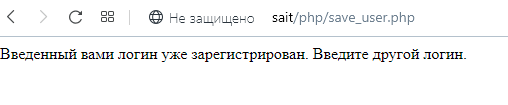 Не защищено sait/php/save_user.php
Введенный вами логин уже зарегистрирован. Введите другой логин.